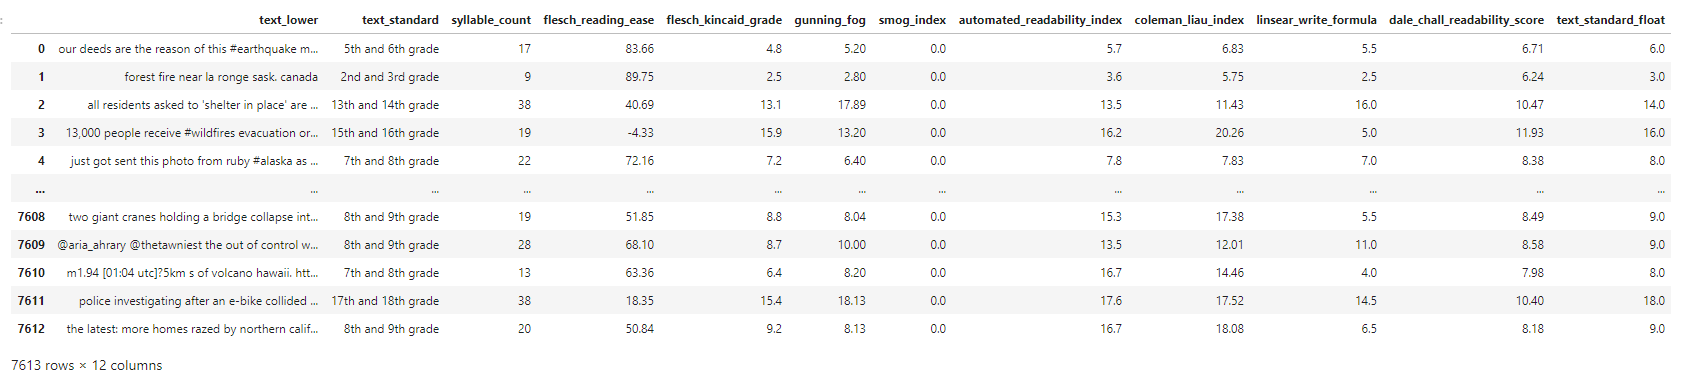 text_lower text_standard syllable_count flesch_reading_ease flesch_kincaid_grade gunning_fog smog_index automated_readability_index coleman_liau_index linsear_write_formula dale_chall_readability_score text_standard_float
0 our deeds are the reason of this #earthquake m... 5th and 6th grade 17 83.66 4.8 5.20 0.0 5.7 6.83 5.5 6.71 6.0
1 forest fire near la ronge sask. canada 2nd and 3rd grade 9 89.75 2.5 2.80 0.0 3.6 5.75 2.5 6.24 3.0
2 all residents asked to 'shelter in place' are ... 13th and 14th grade 38 40.69 13.1 17.89 0.0 13.5 11.43 16.0 10.47 14.0
3 13,000 people receive #wildfires evacuation or... 15th and 16th grade 19 -4.33 15.9 13.20 0.0 16.2 20.26 5.0 11.93 16.0
4 just got sent this photo from ruby #alaska as ... 7th and 8th grade 22 72.16 7.2 6.40 0.0 7.8 7.83 7.0 8.38 8.0
... ... ... ... ... ... ... ... ... ... ... ... ...
7608 two giant cranes holding a bridge collapse int... 8th and 9th grade 19 51.85 8.8 8.04 0.0 15.3 17.38 5.5 8.49 9.0
7609 @aria_ahrary @thetawniest the out of control w... 8th and 9th grade 28 68.10 8.7 10.00 0.0 13.5 12.01 11.0 8.58 9.0
7610 m1.94 [01:04 utc]?5km s of volcano hawaii. htt... 7th and 8th grade 13 63.36 6.4 8.20 0.0 16.7 14.46 4.0 7.98 8.0
7611 police investigating after an e-bike collided ... 17th and 18th grade 38 18.35 15.4 18.13 0.0 17.6 17.52 14.5 10.40 18.0
7612 the latest: more homes razed by northern calif... 8th and 9th grade 20 50.84 9.2 8.13 0.0 16.7 18.08 6.5 8.18 9.0
7613 rows × 12 columns